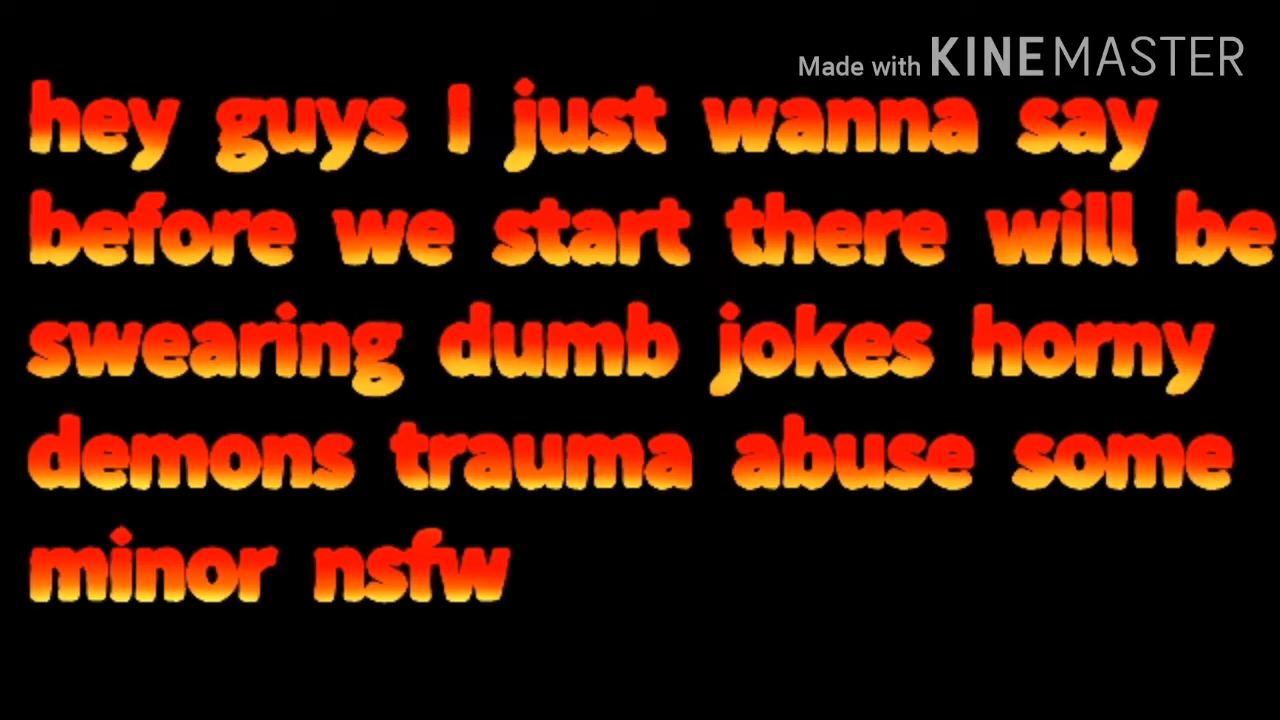 Made with KINEMASTER
hey guys I just wanna say
before we start there will be
swearing dumb jokes horny
demons trauma abuse some
minor nsfw